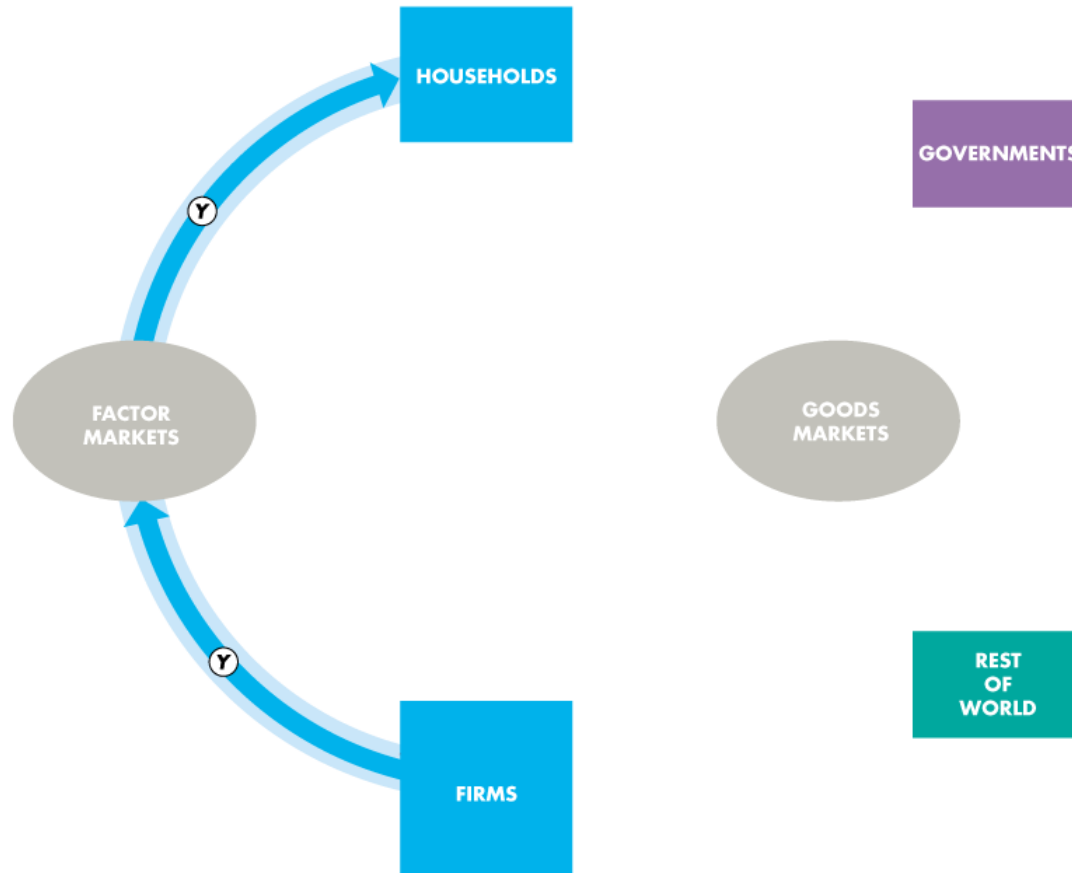 HOUSEHOLDS
GOVERNMENTS
Y
FACTOR
MARKETS
GOODS
MARKETS
Y
REST
OF
WORLD
FIRMS